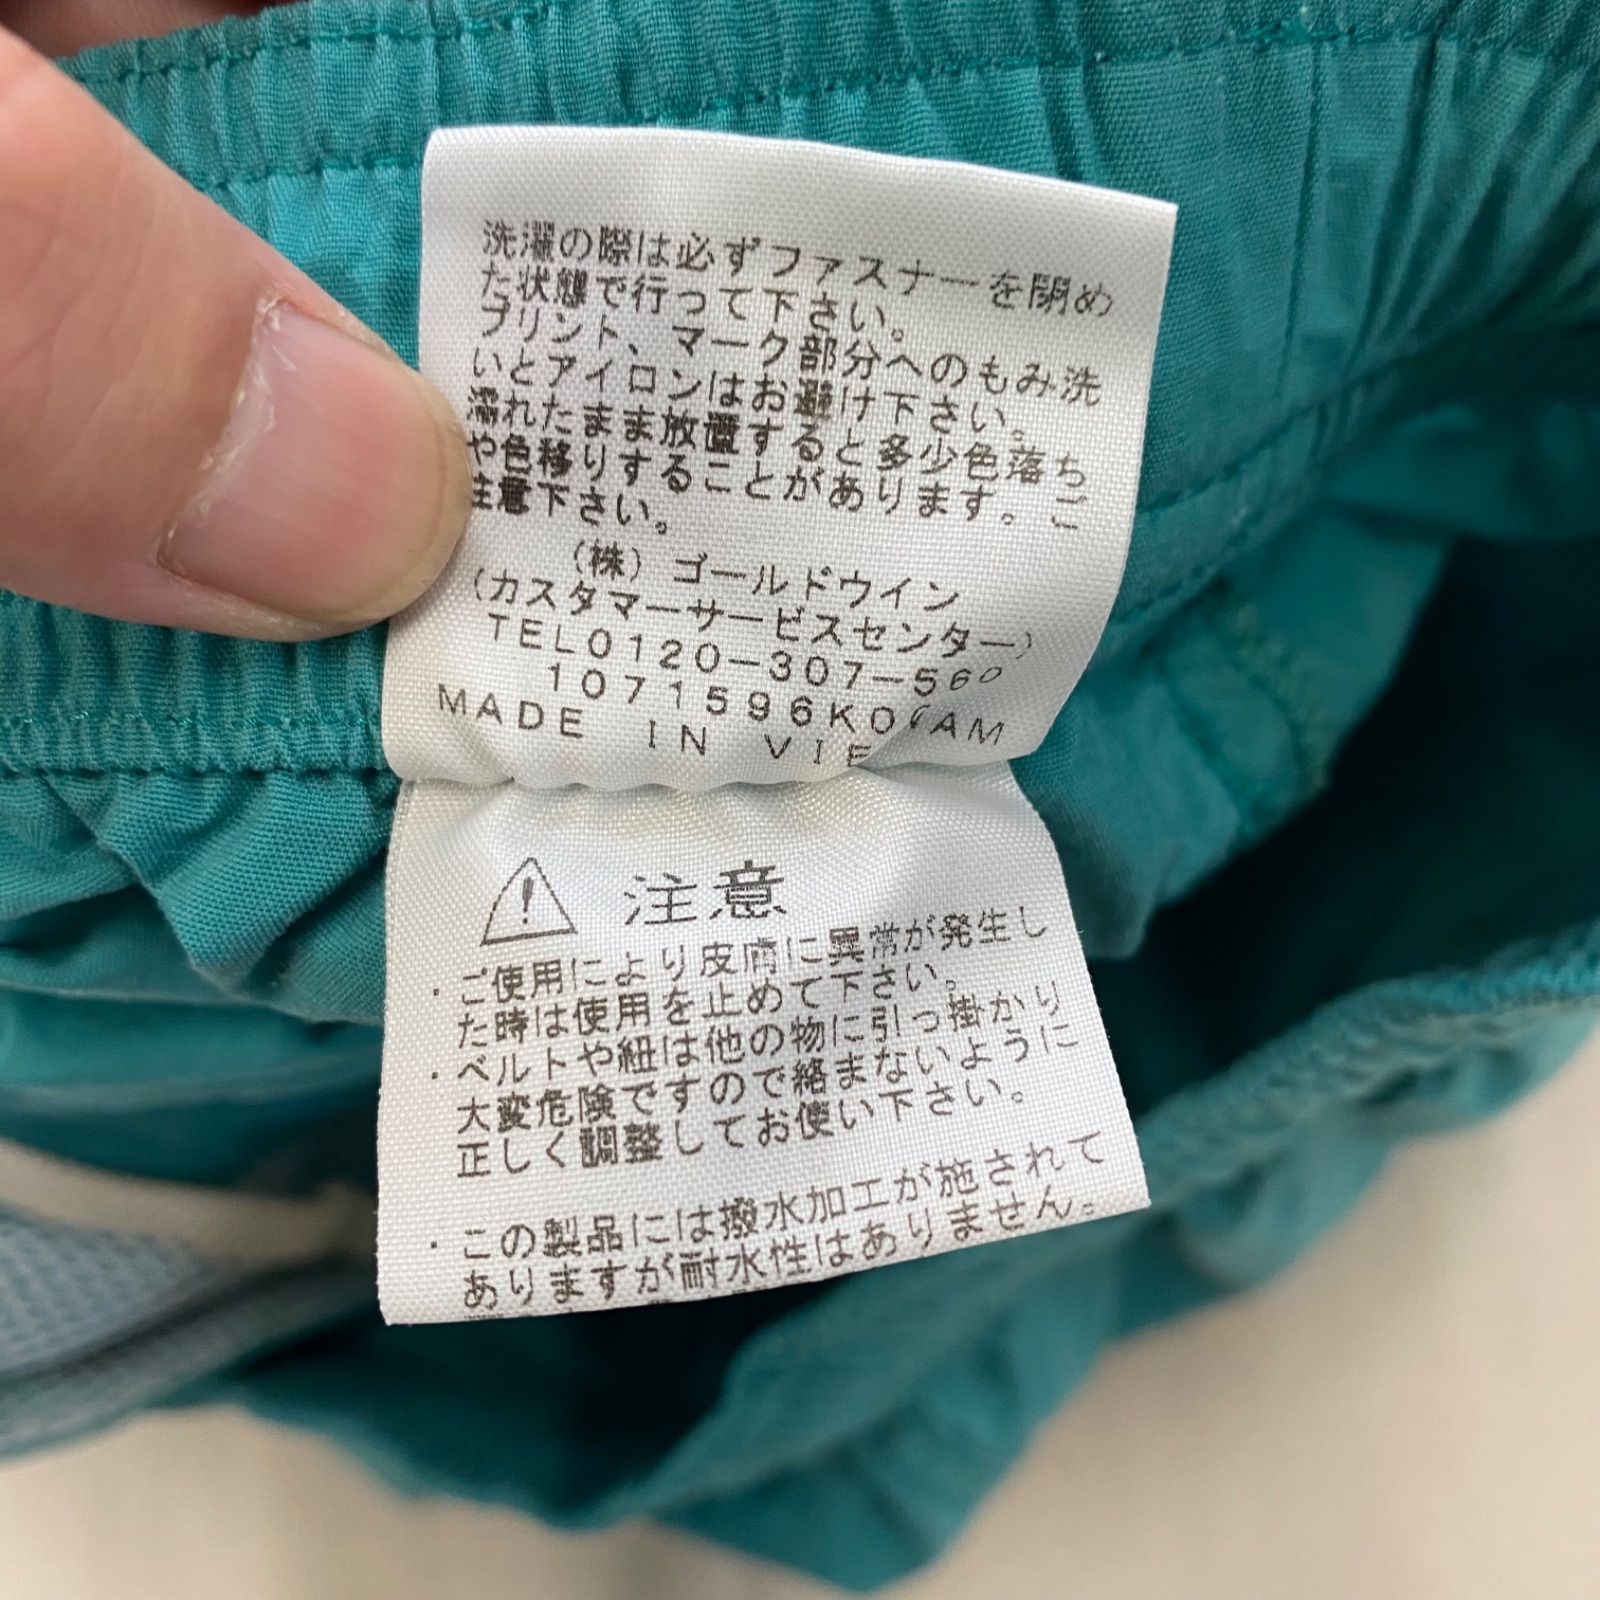 洗濯の際は必ずファスナーを閉め
た状態で行って下さい。
プリント、マーク部分へのもみ洗
いとアイロンはお避け下さい。
濡れたまま放置すると多少色落ち
や色移りすることがあります。ご
注意下さい。
(株)ゴールドウイン
(カスタマーサービスセンター)
TEL0120-307-560
MADE IN
注意
・ご使用により皮膚に異常が発生し
た時は使用を止めて下さい。
・ベルトや紐は他の物に引っ掛かり
大変危険ですので絡まないように
正しく調整してお使い下さい。
・この製品には撥水加工が施されて
ありますが耐水性はありません。